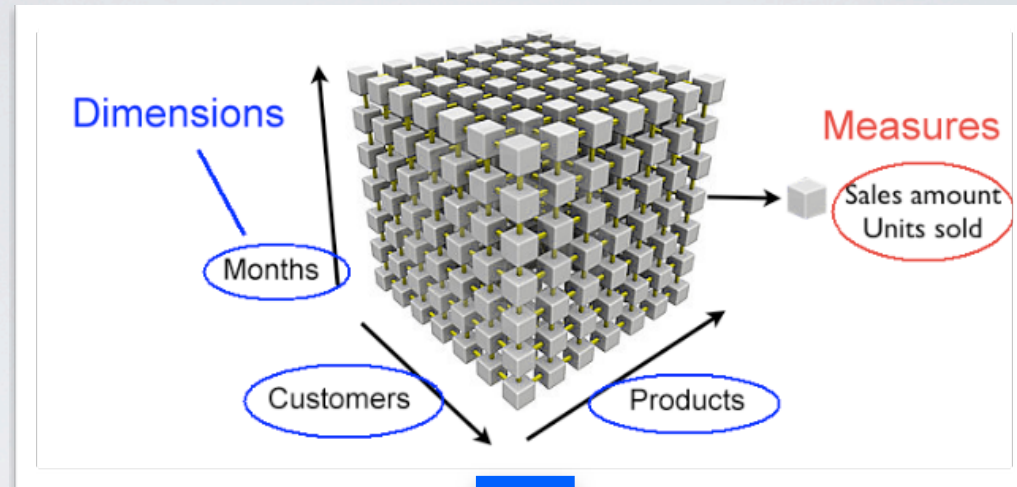 Dimensions
Measures
Sales amount
Units sold
Months
Customers
Products